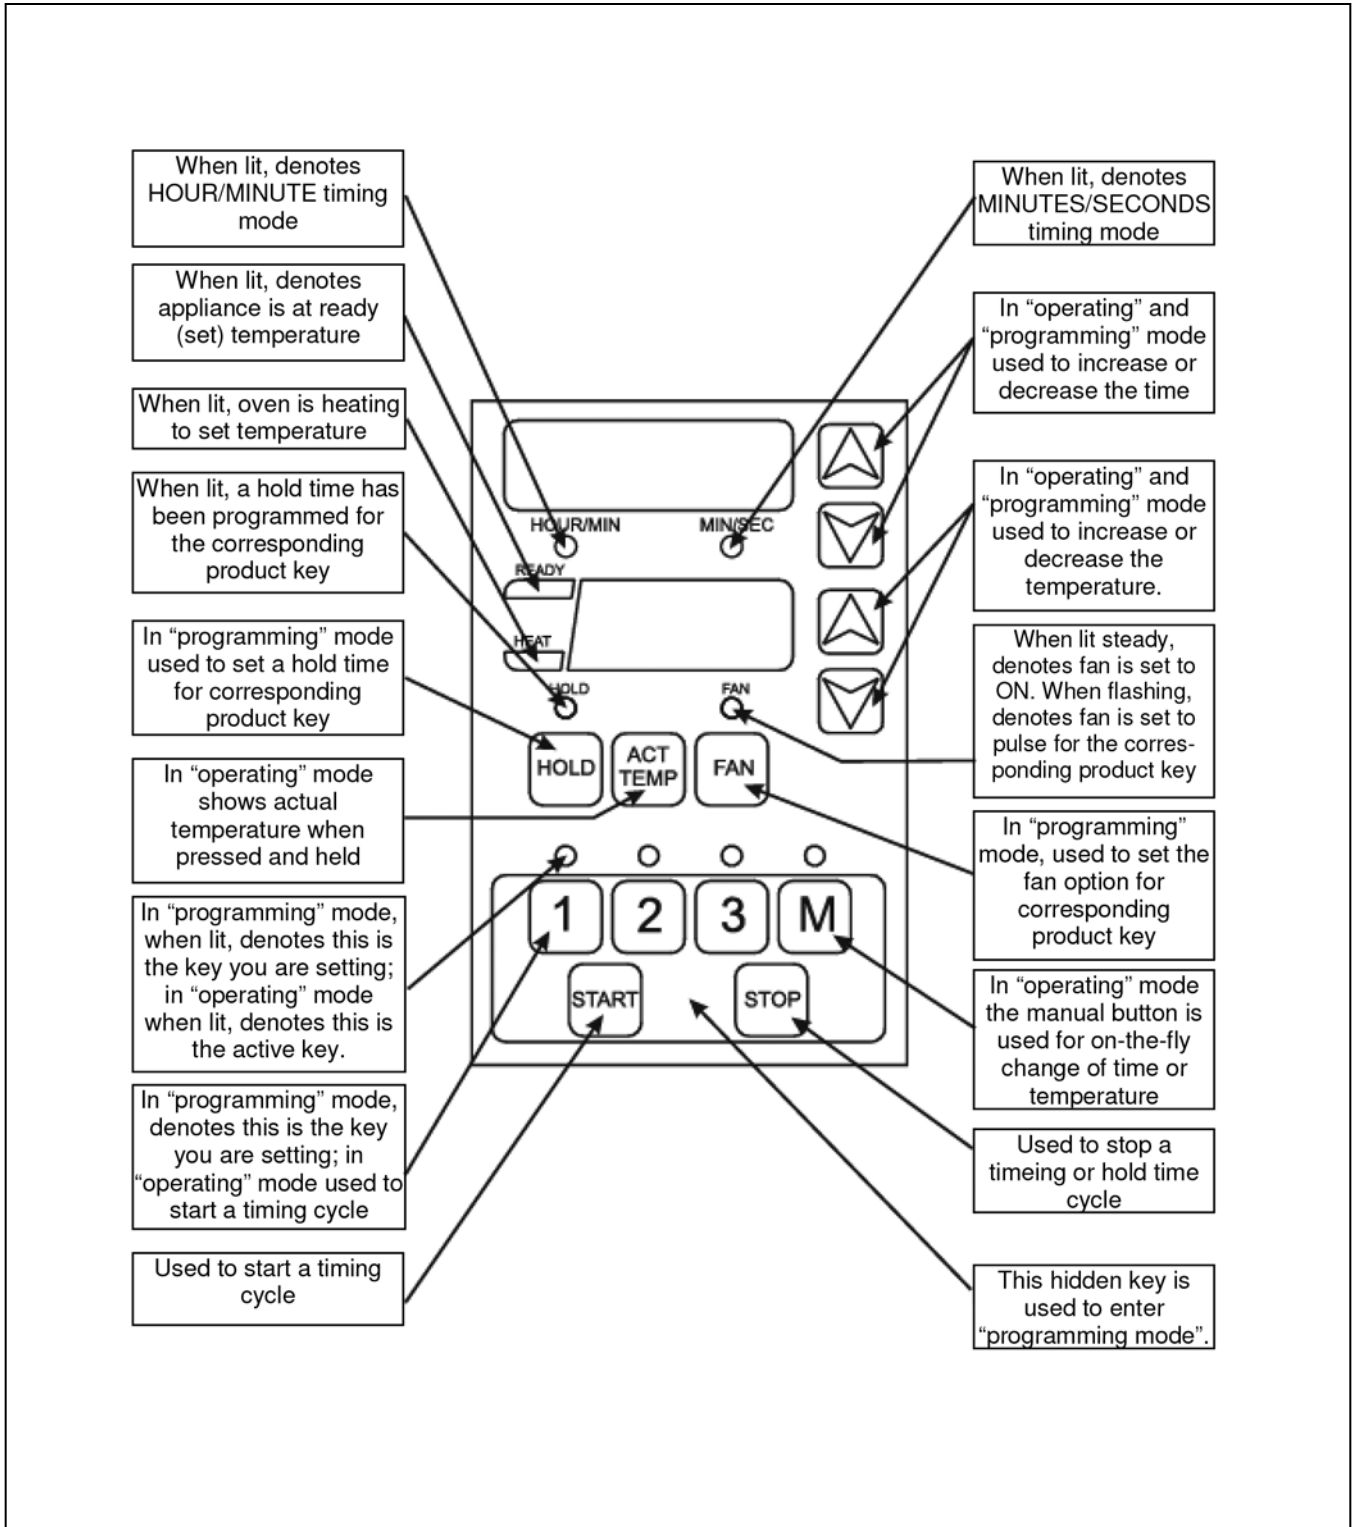 When lit, denotes
HOUR/MINUTE timing
mode
When lit, denotes
appliance is at ready
(set) temperature
When lit, oven is heating
to set temperature
When lit, a hold time has
been programmed for
the corresponding
product key
In “programming” mode
used to set a hold time
for corresponding
product key
In “operating” mode
shows actual
temperature when
pressed and held
In “programming” mode,
when lit, denotes this is
the key you are setting;
in “operating” mode
when lit, denotes this is
the active key.
In “programming” mode,
denotes this is the key
you are setting; in
“operating” mode used to
start a timing cycle
Used to start a timing
cycle
HOUR/MIN MIN/SEC
READY
HEAT
HOLD FAN
HOLD ACT TEMP FAN
1 2 3 M
START STOP
When lit, denotes
MINUTES/SECONDS
timing mode
In “operating” and
“programming” mode
used to increase or
decrease the time
In “operating” and
“programming” mode
used to increase or
decrease the
temperature.
When lit steady,
denotes fan is set to
ON. When flashing,
denotes fan is set to
pulse for the corres-
ponding product key
In “programming”
mode, used to set the
fan option for
corresponding
product key
In “operating” mode
the manual button is
used for on-the-fly
change of time or
temperature
Used to stop a
timeing or hold time
cycle
This hidden key is
used to enter
“programming mode”.